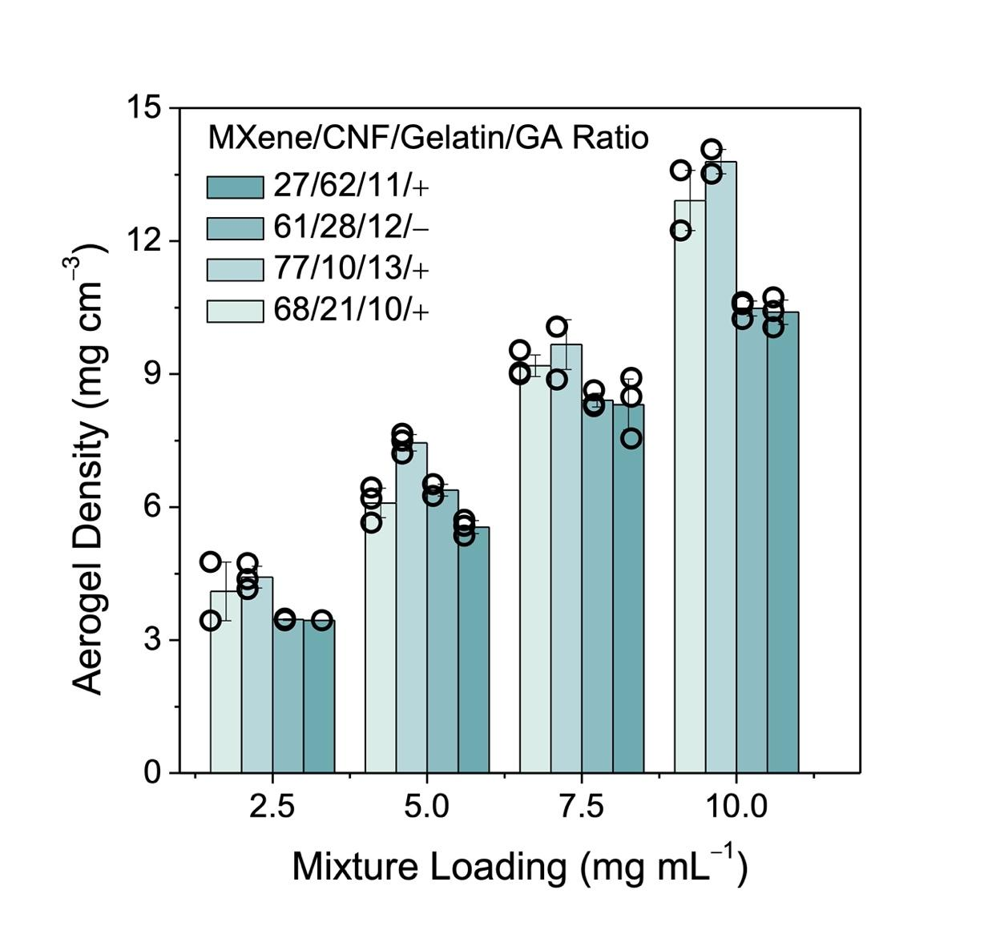 MXene/CNF/Gelatin/GA Ratio
27/62/11/+
61/28/12/−
77/10/13/+
68/21/10/+
15
12
9
6
3
0
Aerogel Density (mg cm⁻³)
2.5 5.0 7.5 10.0
Mixture Loading (mg mL⁻¹)